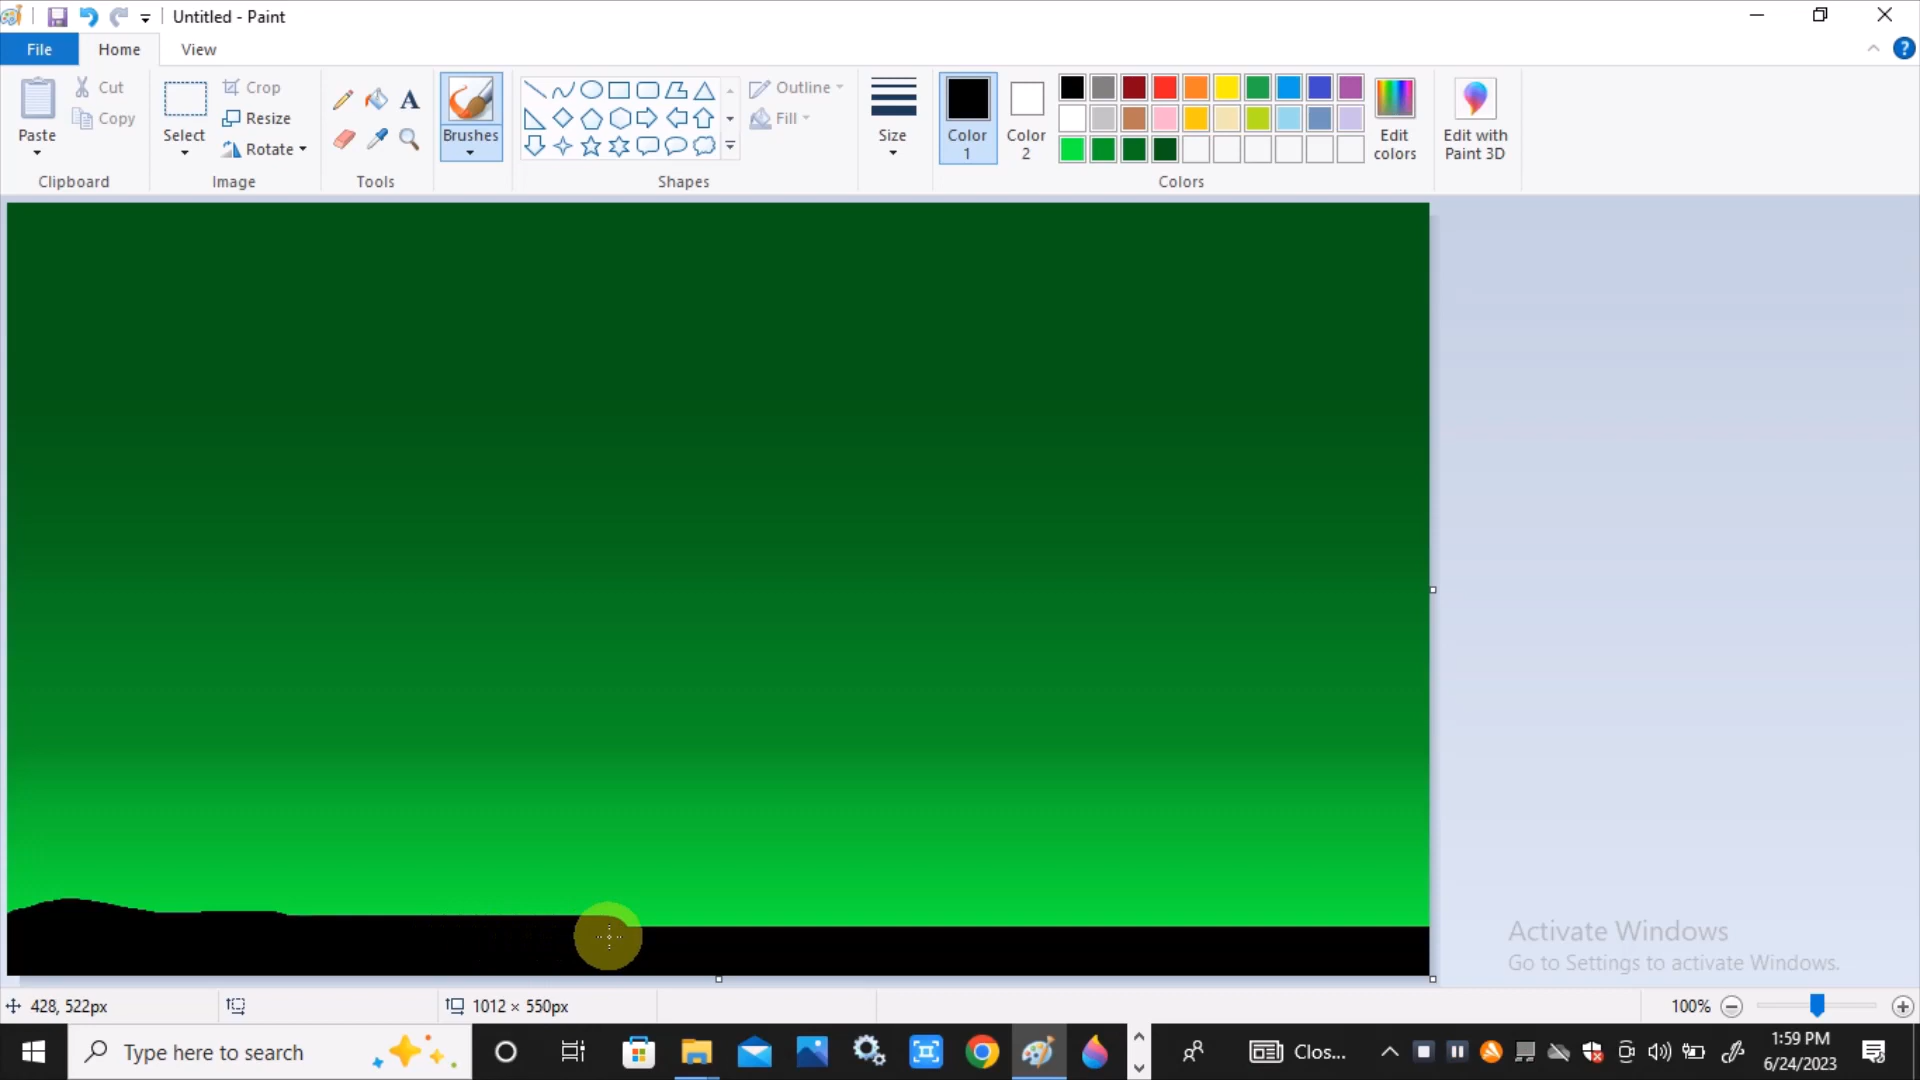 Untitled - Paint
File Home View
Paste
Cut
Copy
Clipboard
Select
Crop
Resize
Rotate
Image
A
Tools
Brushes
Outline
Fill
Shapes
Size
Color 1
Color 2
Edit colors
Colors
Edit with Paint 3D
Activate Windows
Go to Settings to activate Windows.
428, 522px
1012 × 550px
100%
Type here to search
Clos...
1:59 PM
6/24/2023